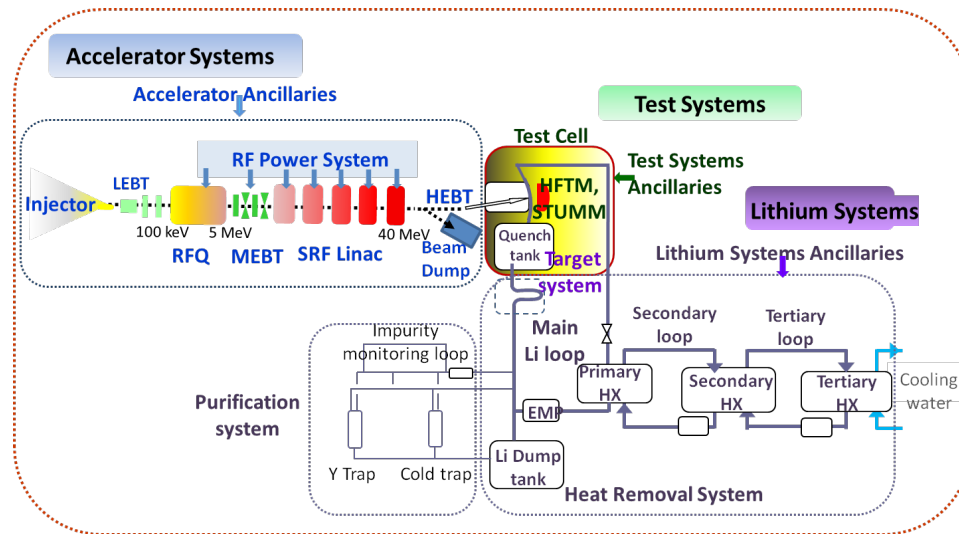 Accelerator Systems
Accelerator Ancillaries
Test Systems
Test Cell
RF Power System
Test Systems
Ancillaries
LEBT
HEBT
HFTM,
STUMM
Injector
Lithium Systems
100 keV
5 MeV
40 MeV
RFQ
MEBT
SRF Linac
Beam
Dump
Quench
tank
Target
system
Lithium Systems Ancillaries
Impurity
monitoring loop
Main
Li loop
Secondary
loop
Tertiary
loop
Primary
HX
Secondary
HX
Tertiary
HX
Cooling
water
Purification
system
EMP
Y Trap
Cold trap
Li Dump
tank
Heat Removal System